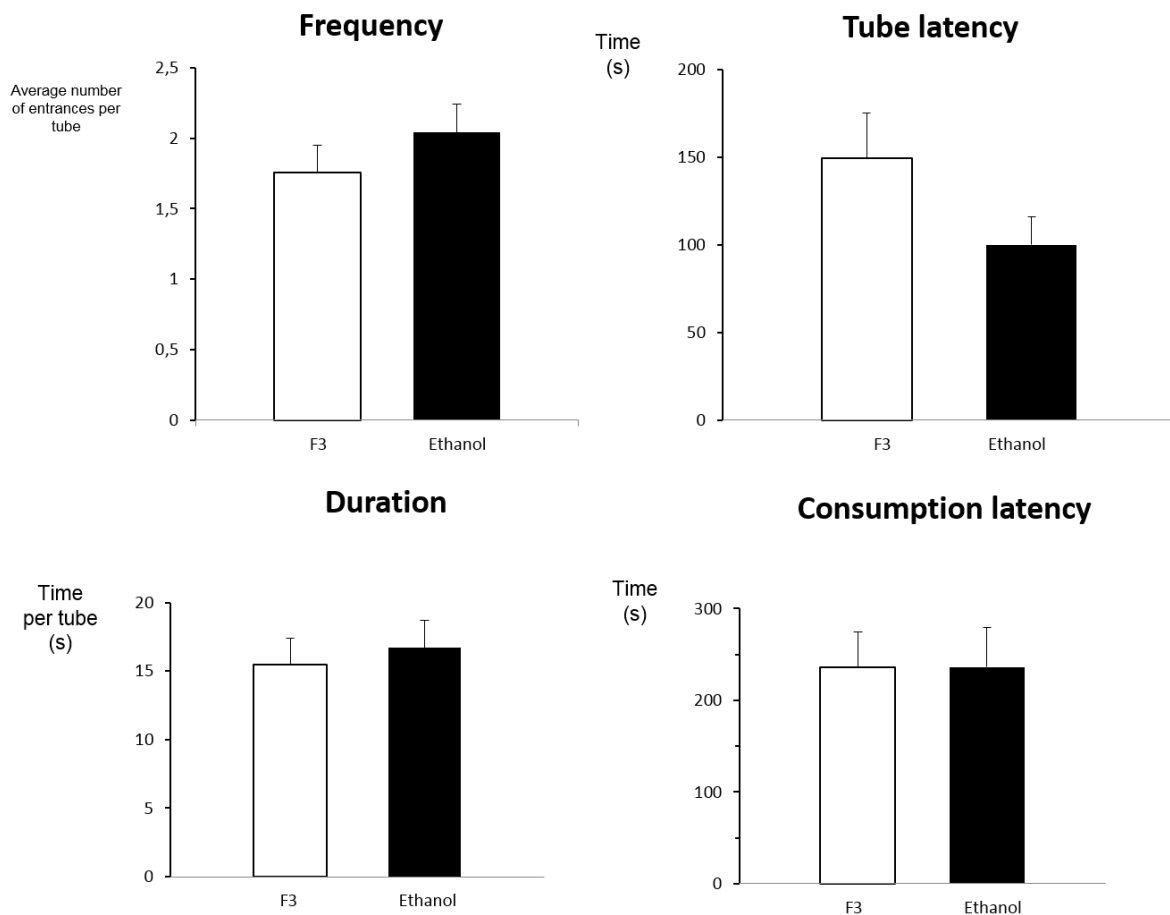 Frequency
Average number
of entrances per
tube
2,5
2
1,5
1
0,5
0
F3 Ethanol
Tube latency
Time
(s)
200
150
100
50
0
F3 Ethanol
Duration
Time
per tube
(s)
20
15
10
5
0
F3 Ethanol
Consumption latency
Time
(s)
300
200
100
0
F3 Ethanol